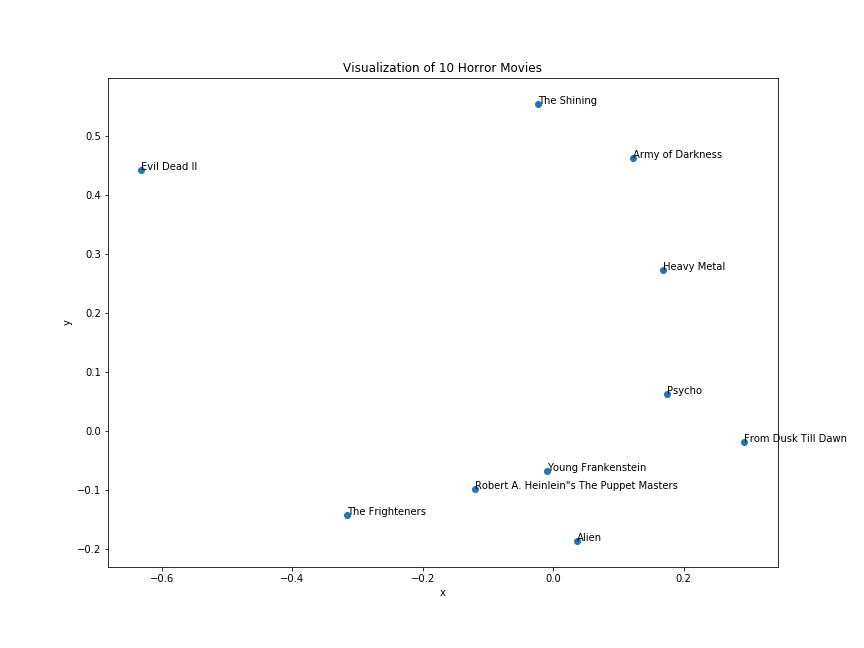 Visualization of 10 Horror Movies
The Shining
Army of Darkness
Evil Dead II
Heavy Metal
Psycho
From Dusk Till Dawn
Young Frankenstein
Robert A. Heinlein"s The Puppet Masters
The Frighteners
Alien
0.5
0.4
0.3
0.2
0.1
0.0
−0.1
−0.2
y
−0.6
−0.4
−0.2
0.0
0.2
x